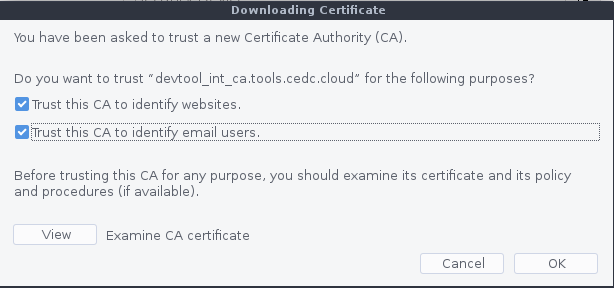 Downloading Certificate
You have been asked to trust a new Certificate Authority (CA).
Do you want to trust “devtool_int_ca.tools.cedc.cloud” for the following purposes?
Trust this CA to identify websites.
Trust this CA to identify email users.
Before trusting this CA for any purpose, you should examine its certificate and its policy
and procedures (if available).
View Examine CA certificate
Cancel OK